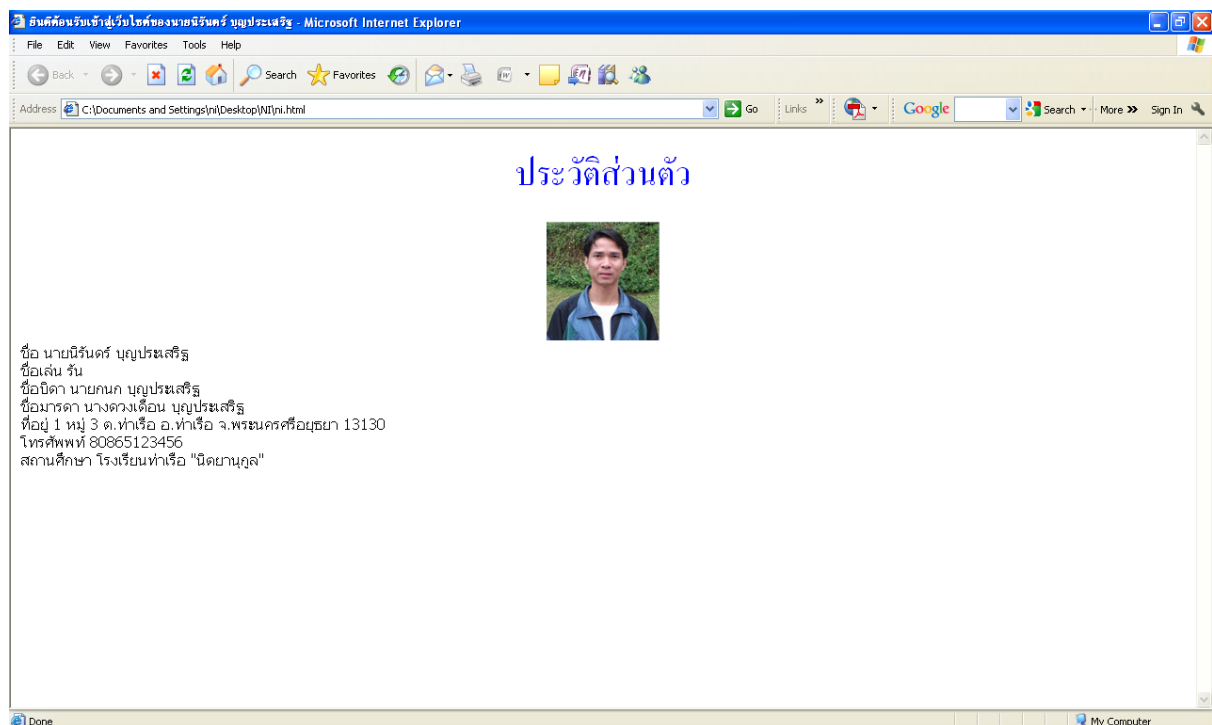 ยินดีต้อนรับเข้าสู่เว็บไซต์ของนายนิรันดร์ บุญประเสริฐ - Microsoft Internet Explorer
File Edit View Favorites Tools Help
Back Search Favorites
Address C:\Documents and Settings\ni\Desktop\NI\ni.html Go Links » Google Search More » Sign In
ประวัติส่วนตัว
ชื่อ นายนิรันดร์ บุญประเสริฐ
ชื่อเล่น รัน
ชื่อบิดา นายกนก บุญประเสริฐ
ชื่อมารดา นางดวงเดือน บุญประเสริฐ
ที่อยู่ 1 หมู่ 3 ต.ท่าเรือ อ.ท่าเรือ จ.พระนครศรีอยุธยา 13130
โทรศัพพท์ 80865123456
สถานศึกษา โรงเรียนท่าเรือ "นิตยานุกูล"
Done My Computer